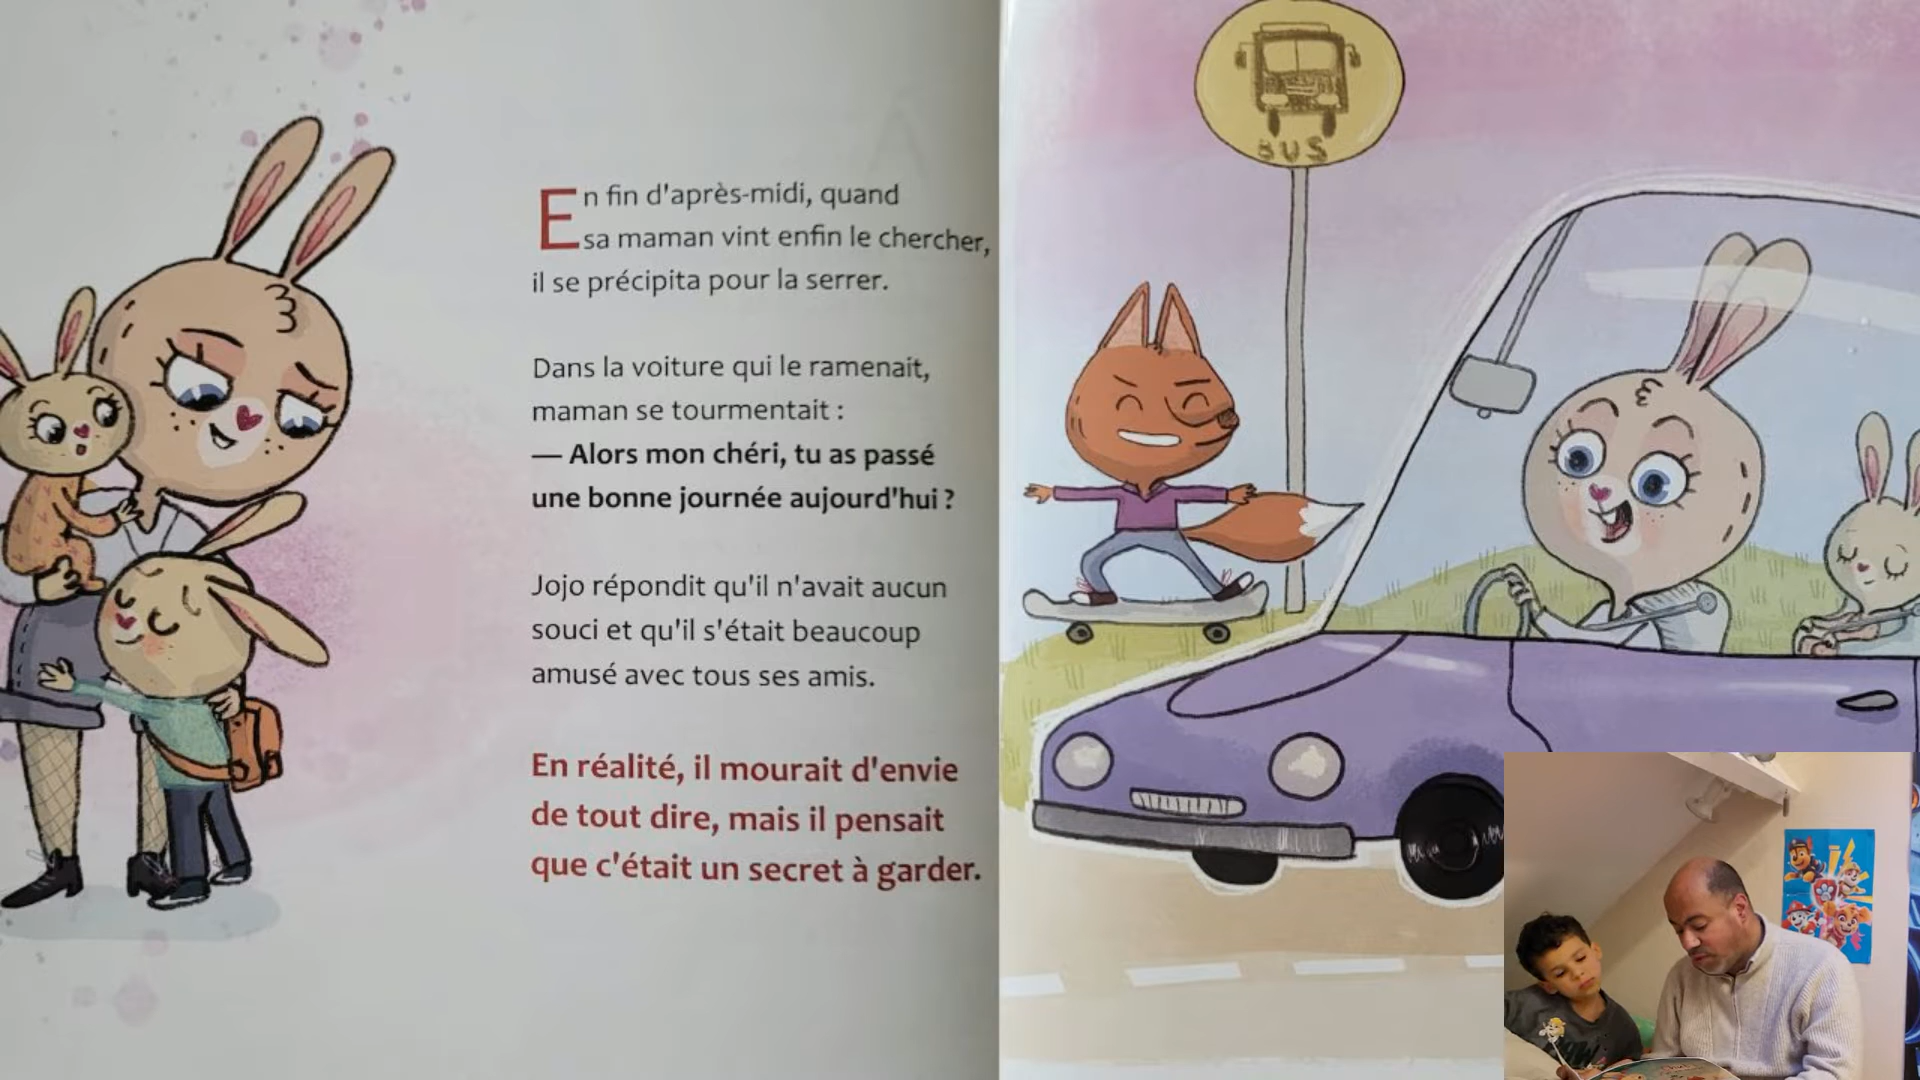 BUS
En fin d'après-midi, quand
sa maman vint enfin le chercher,
il se précipita pour la serrer.
Dans la voiture qui le ramenait,
maman se tourmentait :
— Alors mon chéri, tu as passé
une bonne journée aujourd'hui ?
Jojo répondit qu'il n'avait aucun
souci et qu'il s'était beaucoup
amusé avec tous ses amis.
En réalité, il mourait d'envie
de tout dire, mais il pensait
que c'était un secret à garder.